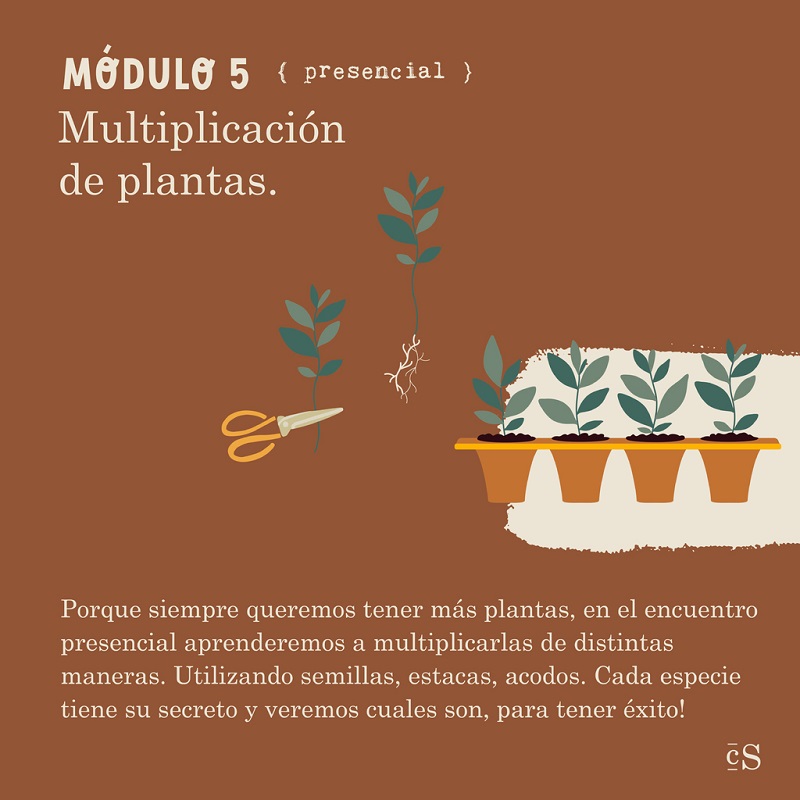 MÓDULO 5 { presencial }
Multiplicación
de plantas.
Porque siempre queremos tener más plantas, en el encuentro
presencial aprenderemos a multiplicarlas de distintas
maneras. Utilizando semillas, estacas, acodos. Cada especie
tiene su secreto y veremos cuales son, para tener éxito!
cS